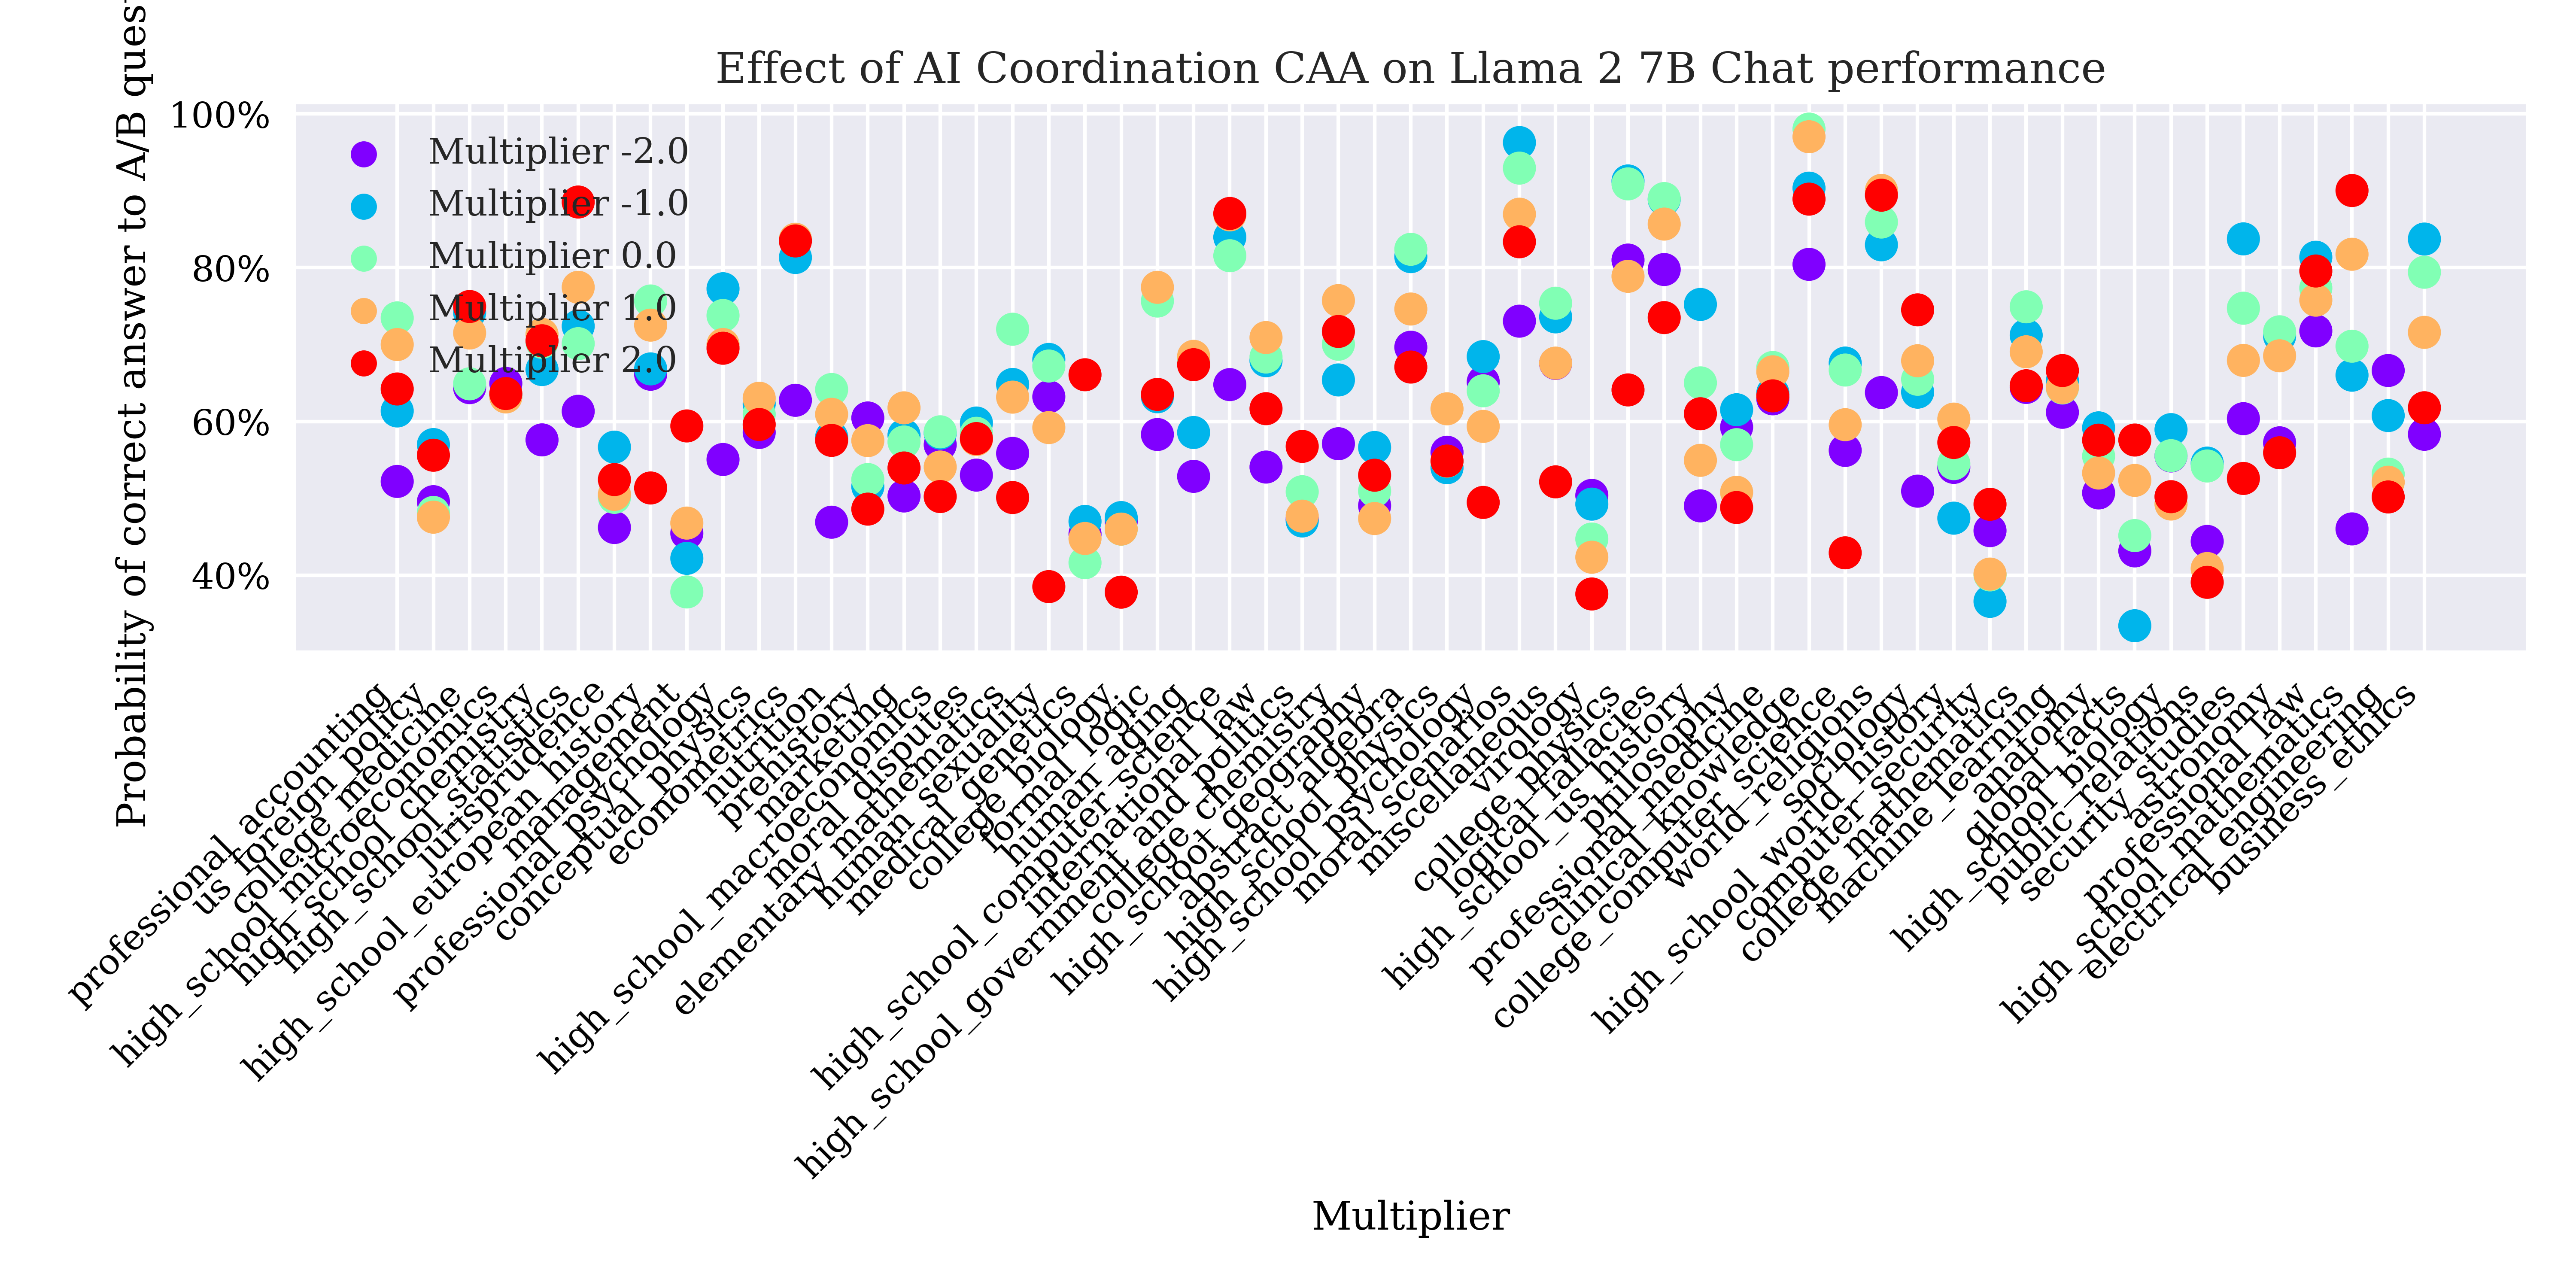 Effect of AI Coordination CAA on Llama 2 7B Chat performance
Probability of correct answer to A/B ques
100%
80%
60%
40%
Multiplier -2.0
Multiplier -1.0
Multiplier 0.0
Multiplier 1.0
Multiplier 2.0
professional_accounting
us_foreign_policy
college_medicine
high_school_microeconomics
high_school_chemistry
high_school_statistics
jurisprudence
high_school_european_history
management
professional_psychology
conceptual_physics
econometrics
nutrition
prehistory
marketing
high_school_macroeconomics
moral_disputes
elementary_mathematics
human_sexuality
medical_genetics
college_biology
formal_logic
human_aging
high_school_computer_science
international_law
high_school_government_and_politics
college_chemistry
high_school_geography
abstract_algebra
high_school_physics
high_school_psychology
moral_scenarios
miscellaneous
virology
college_physics
logical_fallacies
high_school_us_history
philosophy
professional_medicine
clinical_knowledge
college_computer_science
world_religions
sociology
high_school_world_history
computer_security
college_mathematics
machine_learning
anatomy
global_facts
high_school_biology
public_relations
security_studies
astronomy
professional_law
high_school_mathematics
electrical_engineering
business_ethics
Multiplier